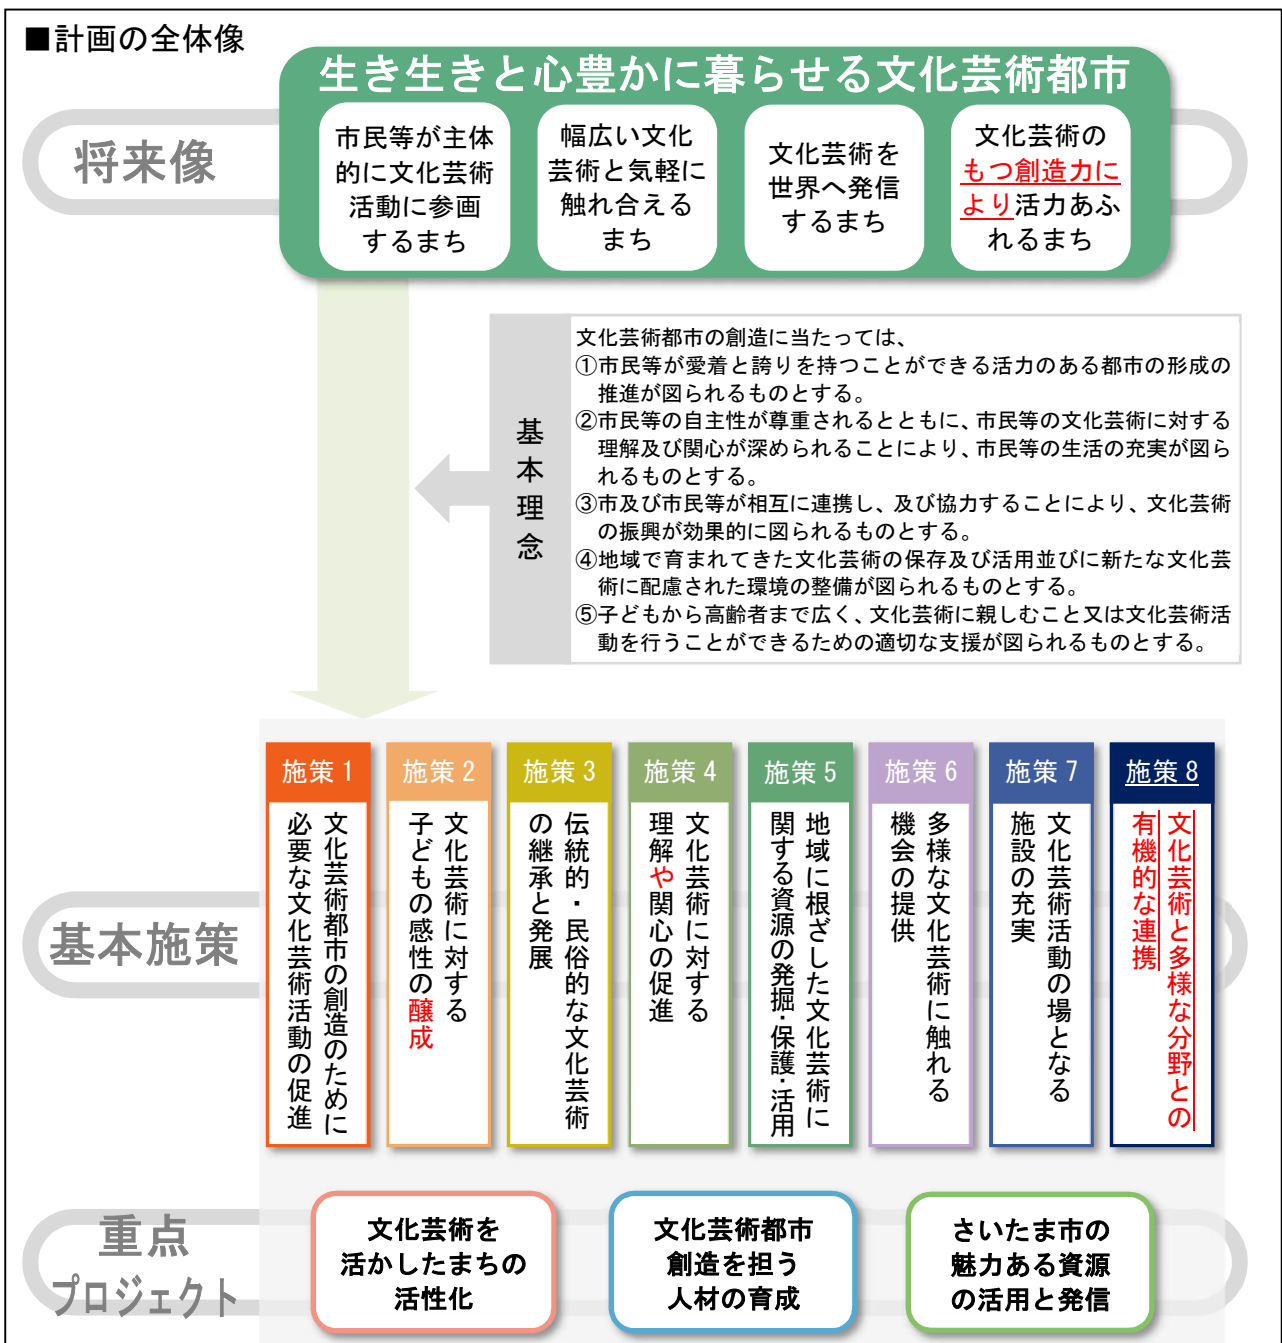 ■計画の全体像
生き生きと心豊かに暮らせる文化芸術都市
将来像
市民等が主体
的に文化芸術
活動に参画
するまち
幅広い文化
芸術と気軽に
触れ合える
まち
文化芸術を
世界へ発信
するまち
文化芸術の
もつ創造力に
より活力あふ
れるまち
基本理念
文化芸術都市の創造に当たっては、
①市民等が愛着と誇りを持つことができる活力のある都市の形成の
推進が図られるものとする。
②市民等の自主性が尊重されるとともに、市民等の文化芸術に対する
理解及び関心が深められることにより、市民等の生活の充実が図ら
れるものとする。
③市及び市民等が相互に連携し、及び協力することにより、文化芸術
の振興が効果的に図られるものとする。
④地域で育まれてきた文化芸術の保存及び活用並びに新たな文化芸
術に配慮された環境の整備が図られるものとする。
⑤子どもから高齢者まで広く、文化芸術に親しむこと又は文化芸術活
動を行うことができるための適切な支援が図られるものとする。
基本施策
施策1
文化芸術都市の創造のために
必要な文化芸術活動の促進
施策2
文化芸術に対する
子どもの感性の醸成
施策3
伝統的・民俗的な文化芸術
の継承と発展
施策4
文化芸術に対する
理解や関心の促進
施策5
地域に根ざした文化芸術に
関する資源の発掘・保護・活用
施策6
多様な文化芸術に触れる
機会の提供
施策7
文化芸術活動の場となる
施設の充実
施策8
文化芸術と多様な分野との
有機的な連携
重点
プロジェクト
文化芸術を
活かしたまちの
活性化
文化芸術都市
創造を担う
人材の育成
さいたま市の
魅力ある資源
の活用と発信